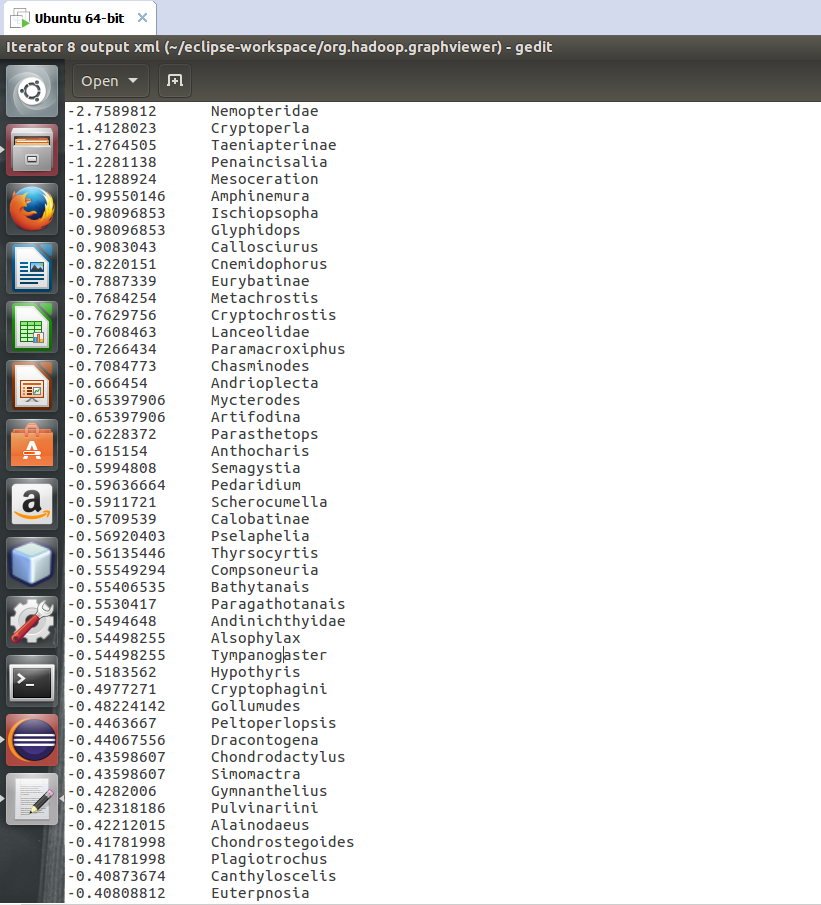 Ubuntu 64-bit
Iterator 8 output xml (~/eclipse-workspace/org.hadoop.graphviewer) - gedit
Open
-2.7589812 Nemopteridae
-1.4128023 Cryptoperla
-1.2764505 Taeniapterinae
-1.2281138 Penaincisalia
-1.1288924 Mesoceration
-0.99550146 Amphinemura
-0.98096853 Ischiopsopha
-0.98096853 Glyphidops
-0.9083043 Callosciurus
-0.8220151 Cnemidophorus
-0.7887339 Eurybatinae
-0.7684254 Metachrostis
-0.7629756 Cryptochrostis
-0.7608463 Lanceolidae
-0.7266434 Paramacroxiphus
-0.7084773 Chasminodes
-0.666454 Andrioplecta
-0.65397906 Mycterodes
-0.65397906 Artifodina
-0.6228372 Parasthetops
-0.615154 Anthocharis
-0.5994808 Semagystia
-0.59636664 Pedaridium
-0.5911721 Scherocumella
-0.5709539 Calobatinae
-0.56920403 Pselaphelia
-0.56135446 Thyrsocyrtis
-0.55549294 Compsoneuria
-0.55406535 Bathytanais
-0.5530417 Paragathotanais
-0.5494648 Andinichthyidae
-0.54498255 Alsophylax
-0.54498255 Tympanogaster
-0.5183562 Hypothyris
-0.4977271 Cryptophagini
-0.48224142 Gollumudes
-0.4463667 Peltoperlopsis
-0.44067556 Dracontogena
-0.43598607 Chondrodactylus
-0.43598607 Simomactra
-0.4282006 Gymnanthelius
-0.42318186 Pulvinariini
-0.42212015 Alainodaeus
-0.41781998 Chondrostegoides
-0.41781998 Plagiotrochus
-0.40873674 Canthyloscelis
-0.40808812 Euterpnosia